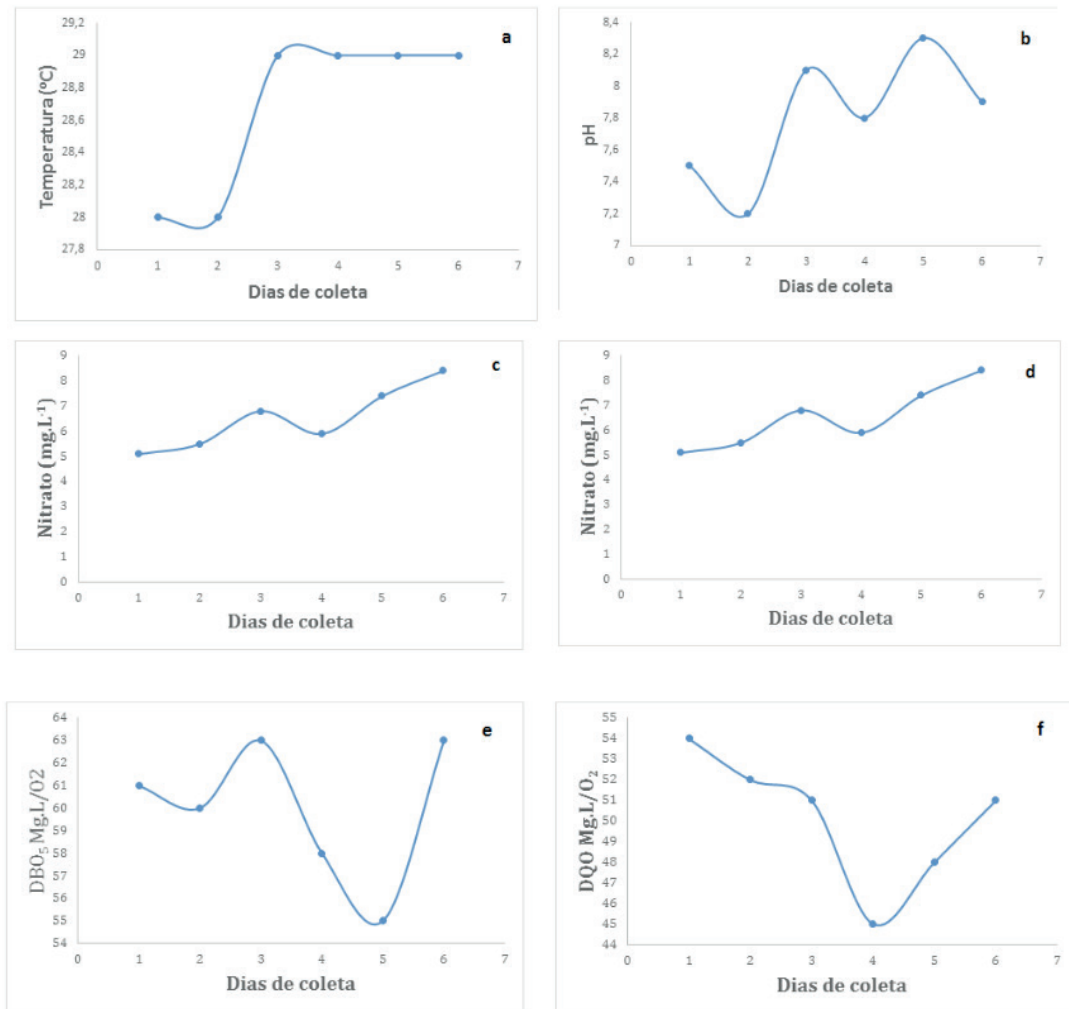 a
Temperatura (ºC)
29,2
29
28,8
28,6
28,4
28,2
28
27,8
0 1 2 3 4 5 6 7
Dias de coleta
b
pH
8,4
8,2
8
7,8
7,6
7,4
7,2
7
0 1 2 3 4 5 6 7
Dias de coleta
c
Nitrato (mg.L⁻¹)
9
8
7
6
5
4
3
2
1
0
0 1 2 3 4 5 6 7
Dias de coleta
d
Nitrato (mg.L⁻¹)
9
8
7
6
5
4
3
2
1
0
0 1 2 3 4 5 6 7
Dias de coleta
e
DBO₅ Mg.L/O2
64
63
62
61
60
59
58
57
56
55
54
0 1 2 3 4 5 6 7
Dias de coleta
f
DQO Mg.L/O₂
55
54
53
52
51
50
49
48
47
46
45
44
0 1 2 3 4 5 6 7
Dias de coleta